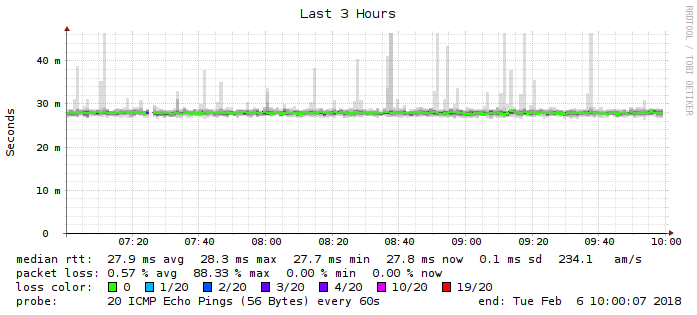 Last 3 Hours
RRDTOOL / TOBI OETIKER
Seconds
40 m
30 m
20 m
10 m
0
07:20 07:40 08:00 08:20 08:40 09:00 09:20 09:40 10:00
median rtt: 27.9 ms avg 28.3 ms max 27.7 ms min 27.8 ms now 0.1 ms sd 234.1 am/s
packet loss: 0.57 % avg 88.33 % max 0.00 % min 0.00 % now
loss color: 0 1/20 2/20 3/20 4/20 10/20 19/20
probe: 20 ICMP Echo Pings (56 Bytes) every 60s end: Tue Feb 6 10:00:07 2018